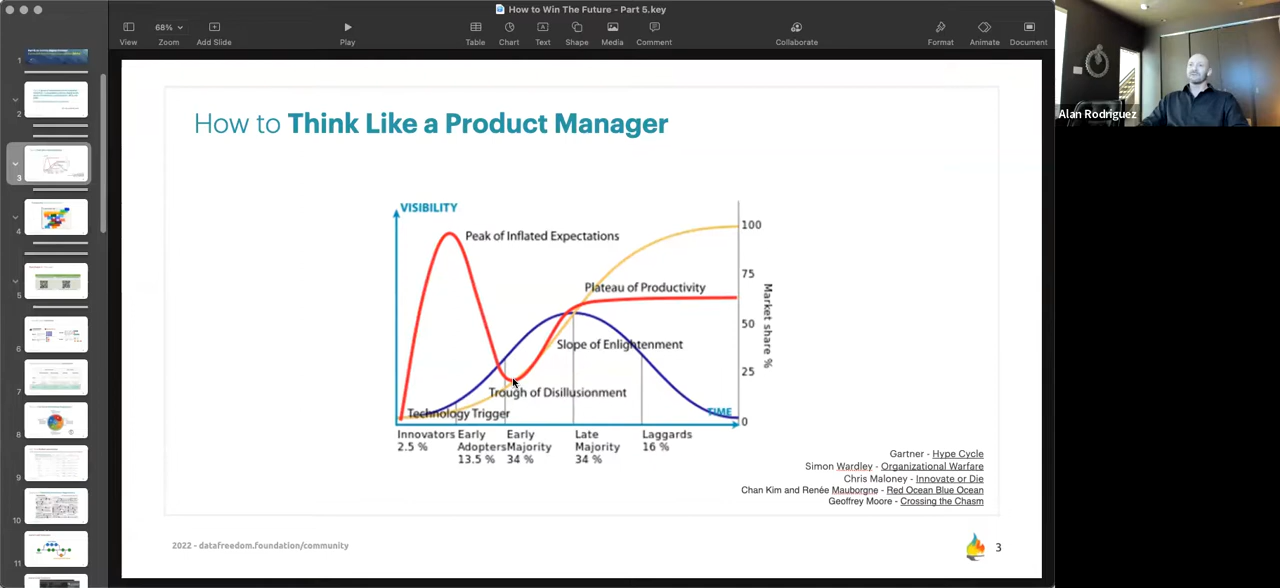 How to Win The Future - Part 5.key
68%
View
Zoom
Add Slide
Play
Table
Chart
Text
Shape
Media
Comment
Collaborate
Format
Animate
Document
1
2
3
4
5
6
7
8
9
10
11
How to Think Like a Product Manager
VISIBILITY
Peak of Inflated Expectations
Plateau of Productivity
Slope of Enlightenment
Trough of Disillusionment
Technology Trigger
TIME
100
75
50
25
0
Market share %
Innovators
2.5 %
Early
Adopters
13.5 %
Early
Majority
34 %
Late
Majority
34 %
Laggards
16 %
Gartner - Hype Cycle
Simon Wardley - Organizational Warfare
Chris Maloney - Innovate or Die
Chan Kim and Renée Mauborgne - Red Ocean Blue Ocean
Geoffrey Moore - Crossing the Chasm
2022 - datafreedom.foundation/community
3
Alan Rodriguez